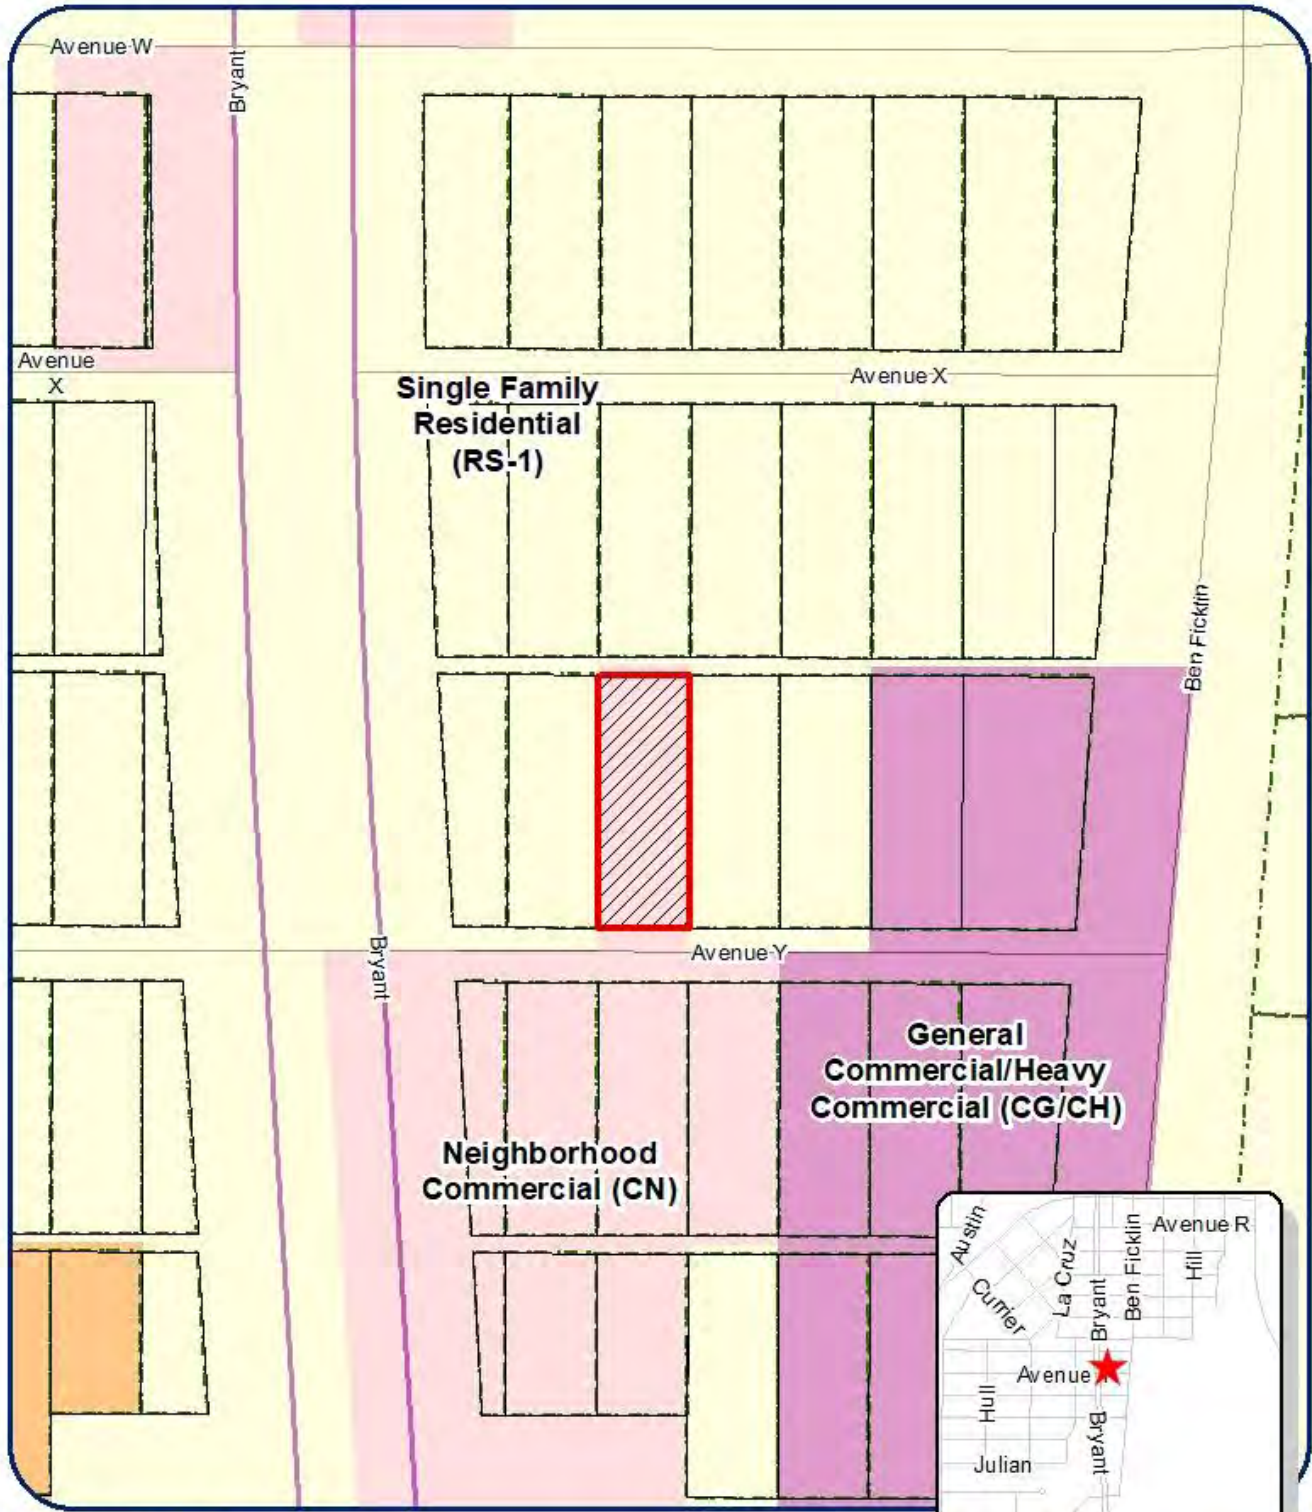 Avenue W
Bryant
Avenue
X
Single Family
Residential
(RS-1)
Avenue X
Ben Ficklin
Bryant
Avenue Y
General
Commercial/Heavy
Commercial (CG/CH)
Neighborhood
Commercial (CN)
Austin
La Cruz
Ben Ficklin
Avenue R
Hill
Currier
Bryant
Avenue
Hull
Bryant
Julian